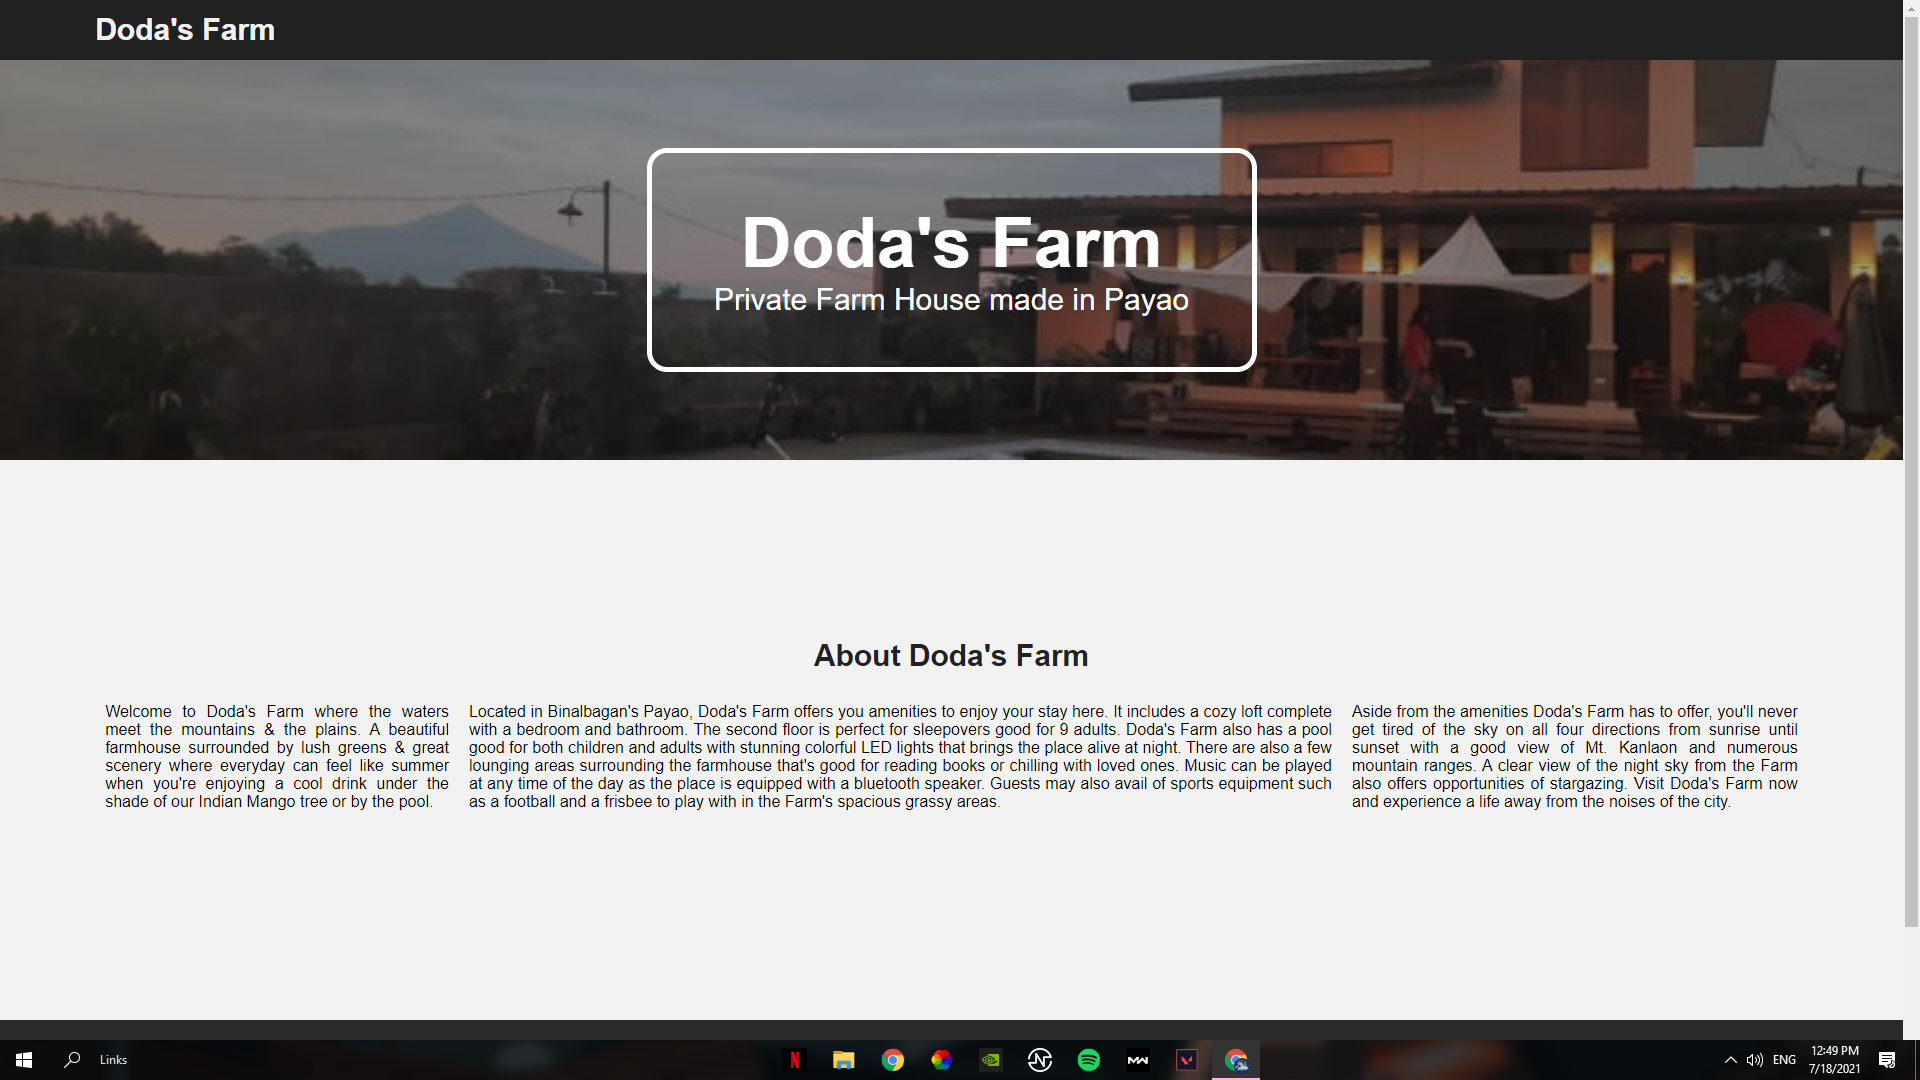 Doda's Farm
Doda's Farm
Private Farm House made in Payao
About Doda's Farm
Welcome to Doda's Farm where the waters
meet the mountains & the plains. A beautiful
farmhouse surrounded by lush greens & great
scenery where everyday can feel like summer
when you're enjoying a cool drink under the
shade of our Indian Mango tree or by the pool.
Located in Binalbagan's Payao, Doda's Farm offers you amenities to enjoy your stay here. It includes a cozy loft complete
with a bedroom and bathroom. The second floor is perfect for sleepovers good for 9 adults. Doda's Farm also has a pool
good for both children and adults with stunning colorful LED lights that brings the place alive at night. There are also a few
lounging areas surrounding the farmhouse that's good for reading books or chilling with loved ones. Music can be played
at any time of the day as the place is equipped with a bluetooth speaker. Guests may also avail of sports equipment such
as a football and a frisbee to play with in the Farm's spacious grassy areas.
Aside from the amenities Doda's Farm has to offer, you'll never
get tired of the sky on all four directions from sunrise until
sunset with a good view of Mt. Kanlaon and numerous
mountain ranges. A clear view of the night sky from the Farm
also offers opportunities of stargazing. Visit Doda's Farm now
and experience a life away from the noises of the city.
Links
N
MW
ENG
12:49 PM
7/18/2021